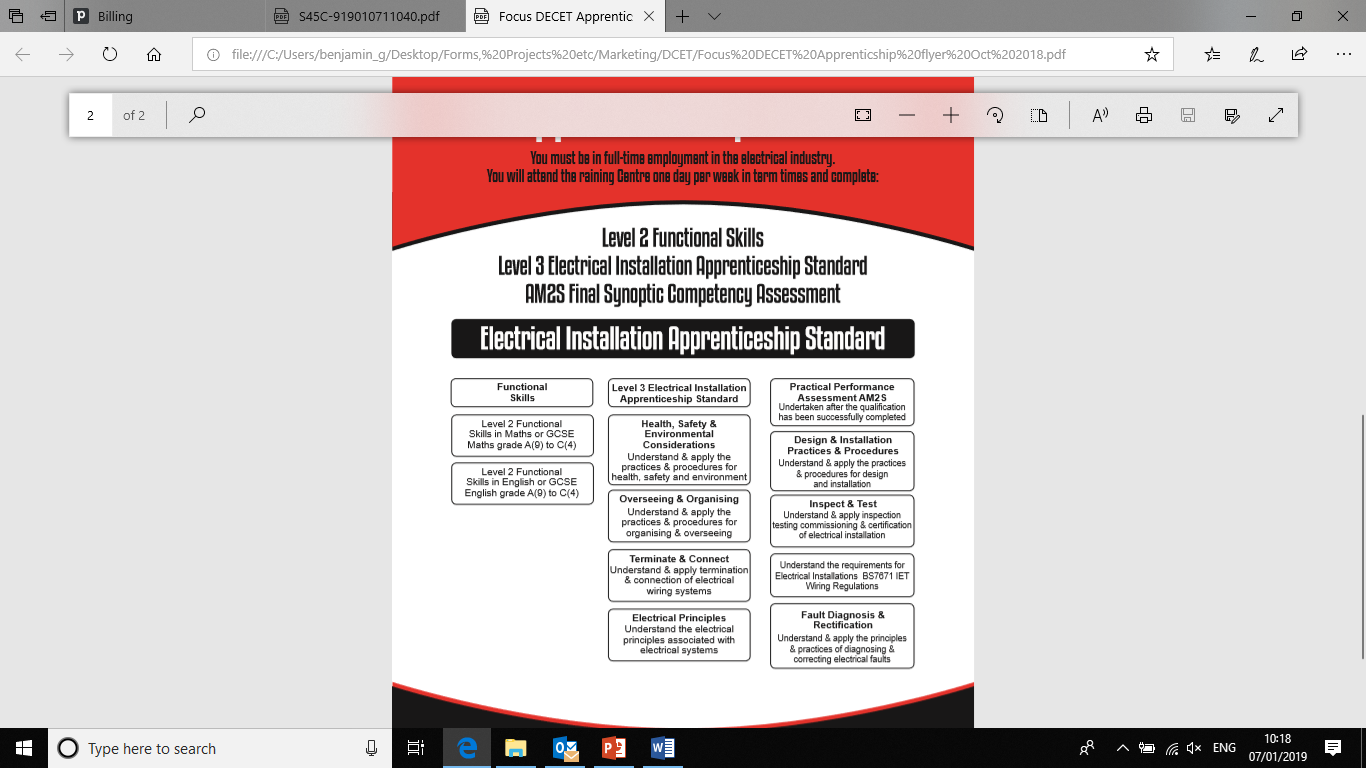 Billing
S45C-919010711040.pdf
Focus DECET Apprentic
file:///C:/Users/benjamin_g/Desktop/Forms,%20Projects%20etc/Marketing/DCET/Focus%20DECET%20Apprenticship%20flyer%20Oct%202018.pdf
2 of 2
You must be in full-time employment in the electrical industry.
You will attend the raining Centre one day per week in term times and complete:
Level 2 Functional Skills
Level 3 Electrical Installation Apprenticeship Standard
AM2S Final Synoptic Competency Assessment
Electrical Installation Apprenticeship Standard
Functional
Skills
Level 2 Functional
Skills in Maths or GCSE
Maths grade A(9) to C(4)
Level 2 Functional
Skills in English or GCSE
English grade A(9) to C(4)
Level 3 Electrical Installation
Apprenticeship Standard
Health, Safety &
Environmental
Considerations
Understand & apply the
practices & procedures for
health, safety and environment
Overseeing & Organising
Understand & apply the
practices & procedures for
organising & overseeing
Terminate & Connect
Understand & apply termination
& connection of electrical
wiring systems
Electrical Principles
Understand the electrical
principles associated with
electrical systems
Practical Performance
Assessment AM2S
Undertaken after the qualification
has been successfully completed
Design & Installation
Practices & Procedures
Understand & apply the practices
& procedures for design
and installation
Inspect & Test
Understand & apply inspection
testing commissioning & certification
of electrical installation
Understand the requirements for
Electrical Installations BS7671 IET
Wiring Regulations
Fault Diagnosis &
Rectification
Understand & apply the principles
& practices of diagnosing &
correcting electrical faults
Type here to search
ENG
10:18
07/01/2019